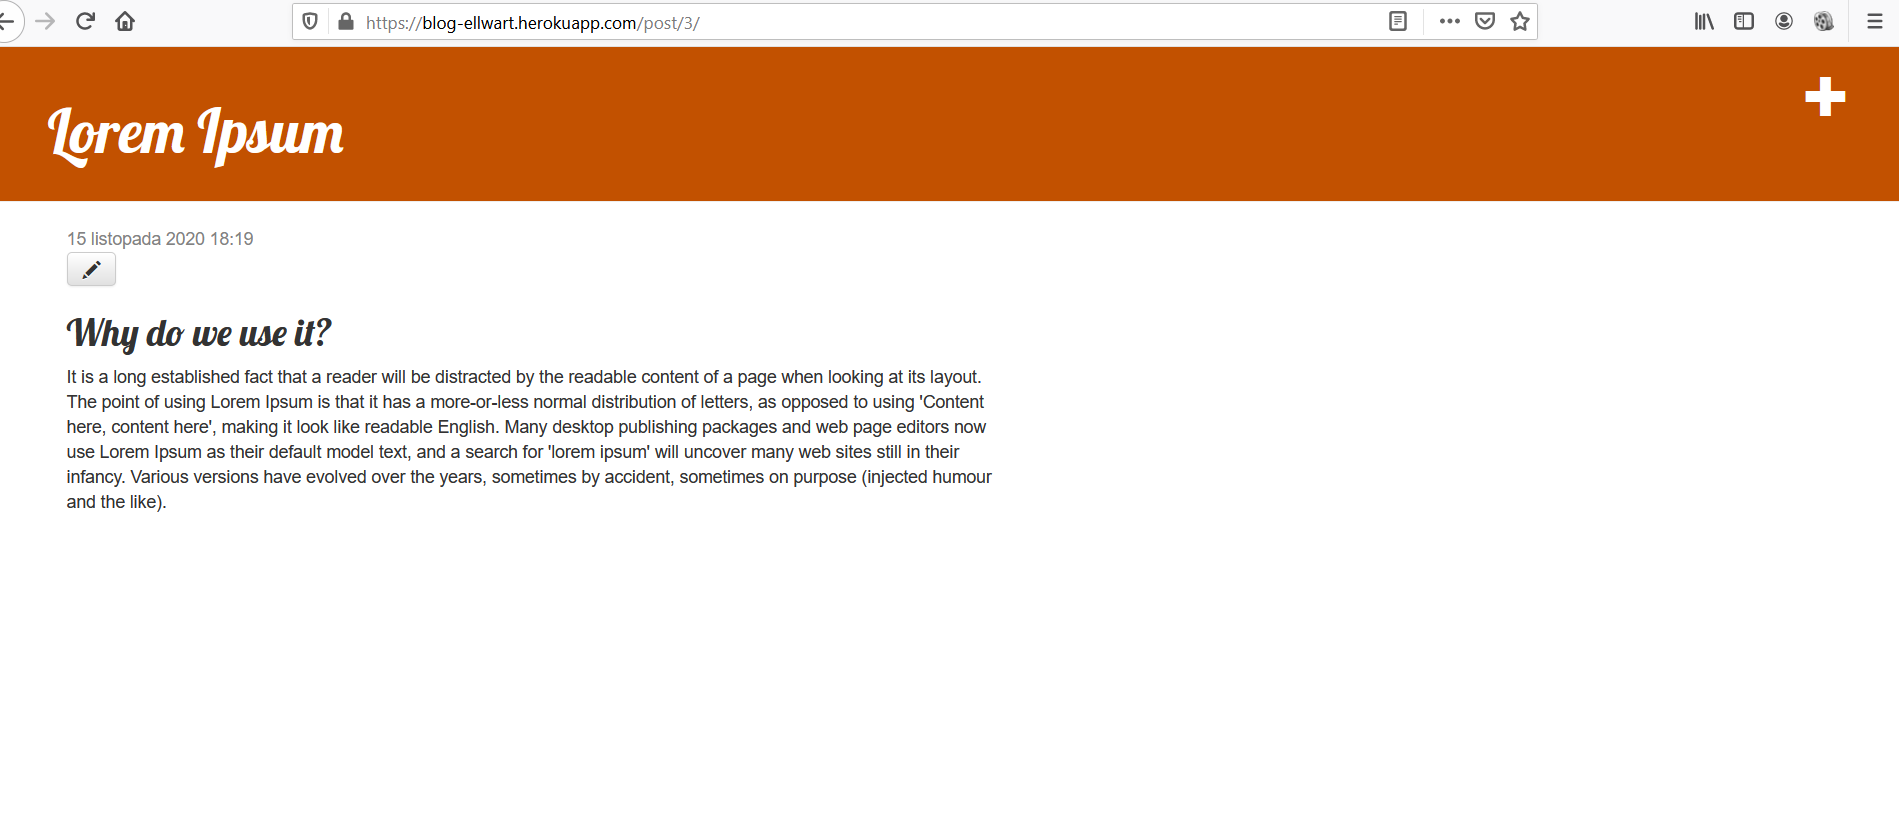 https://blog-ellwart.herokuapp.com/post/3/
Lorem Ipsum
15 listopada 2020 18:19
Why do we use it?
It is a long established fact that a reader will be distracted by the readable content of a page when looking at its layout.
The point of using Lorem Ipsum is that it has a more-or-less normal distribution of letters, as opposed to using 'Content
here, content here', making it look like readable English. Many desktop publishing packages and web page editors now
use Lorem Ipsum as their default model text, and a search for 'lorem ipsum' will uncover many web sites still in their
infancy. Various versions have evolved over the years, sometimes by accident, sometimes on purpose (injected humour
and the like).